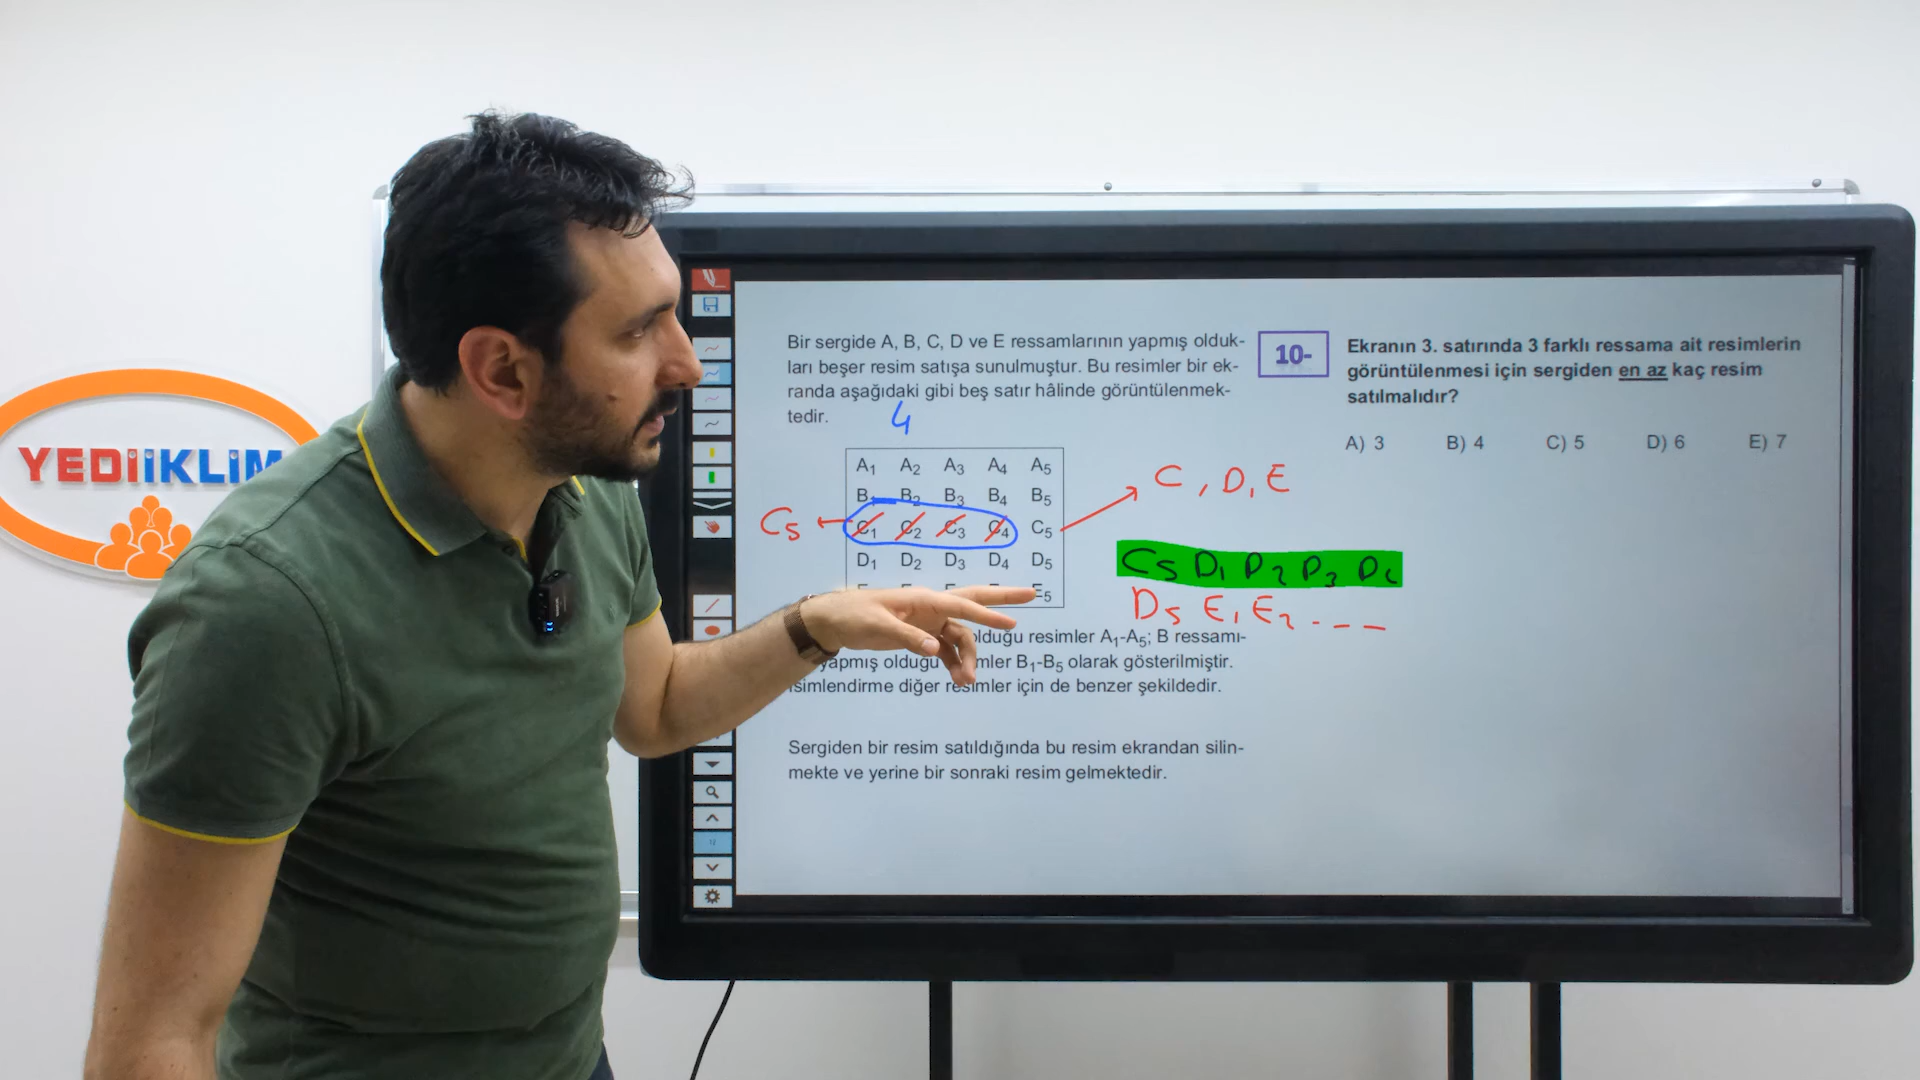 YEDİİKLİM
Bir sergide A, B, C, D ve E ressamlarının yapmış olduk-
ları beşer resim satışa sunulmuştur. Bu resimler bir ek-
randa aşağıdaki gibi beş satır hâlinde görüntülenmek-
tedir.
4
A₁ A₂ A₃ A₄ A₅
B₁ B₂ B₃ B₄ B₅
C₅
C₁ C₂ C₃ C₄ C₅
D₁ D₂ D₃ D₄ D₅
E₅
olduğu resimler A₁-A₅; B ressamı-
yapmış olduğu mler B₁-B₅ olarak gösterilmiştir.
isimlendirme diğer resimler için de benzer şekildedir.
Sergiden bir resim satıldığında bu resim ekrandan silin-
mekte ve yerine bir sonraki resim gelmektedir.
10-
Ekranın 3. satırında 3 farklı ressama ait resimlerin
görüntülenmesi için sergiden en az kaç resim
satılmalıdır?
A) 3 B) 4 C) 5 D) 6 E) 7
C, D, E
C₅ D₁ D₂ D₃ D₄
D₅ E₁ E₂ - - - -